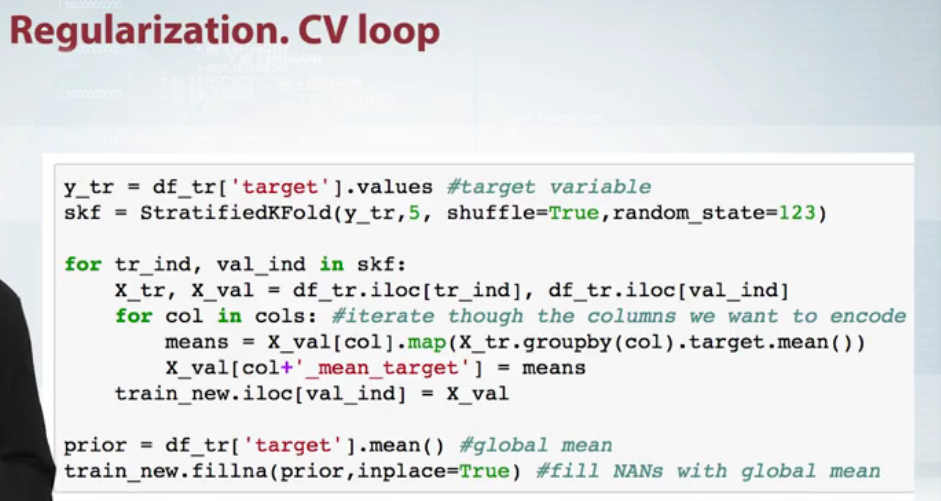 Regularization. CV loop
y_tr = df_tr['target'].values #target variable
skf = StratifiedKFold(y_tr,5, shuffle=True,random_state=123)
for tr_ind, val_ind in skf:
X_tr, X_val = df_tr.iloc[tr_ind], df_tr.iloc[val_ind]
for col in cols: #iterate though the columns we want to encode
means = X_val[col].map(X_tr.groupby(col).target.mean())
X_val[col+'_mean_target'] = means
train_new.iloc[val_ind] = X_val
prior = df_tr['target'].mean() #global mean
train_new.fillna(prior,inplace=True) #fill NANs with global mean